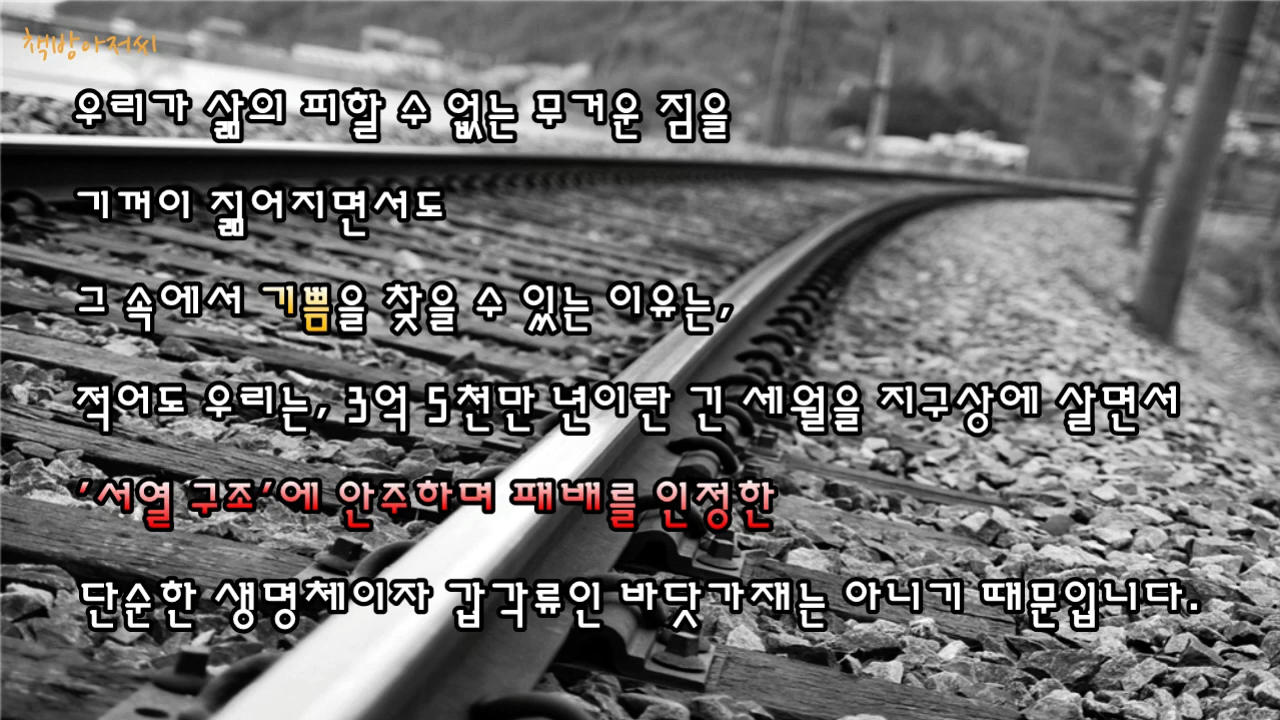 책방아저씨
우리가 삶의 피할 수 없는 무거운 짐을
기꺼이 짊어지면서도
그 속에서 기쁨을 찾을 수 있는 이유는,
적어도 우리는, 3억 5천만 년이란 긴 세월을 지구상에 살면서
'서열 구조'에 안주하며 패배를 인정한
단순한 생명체이자 갑각류인 바닷가재는 아니기 때문입니다.